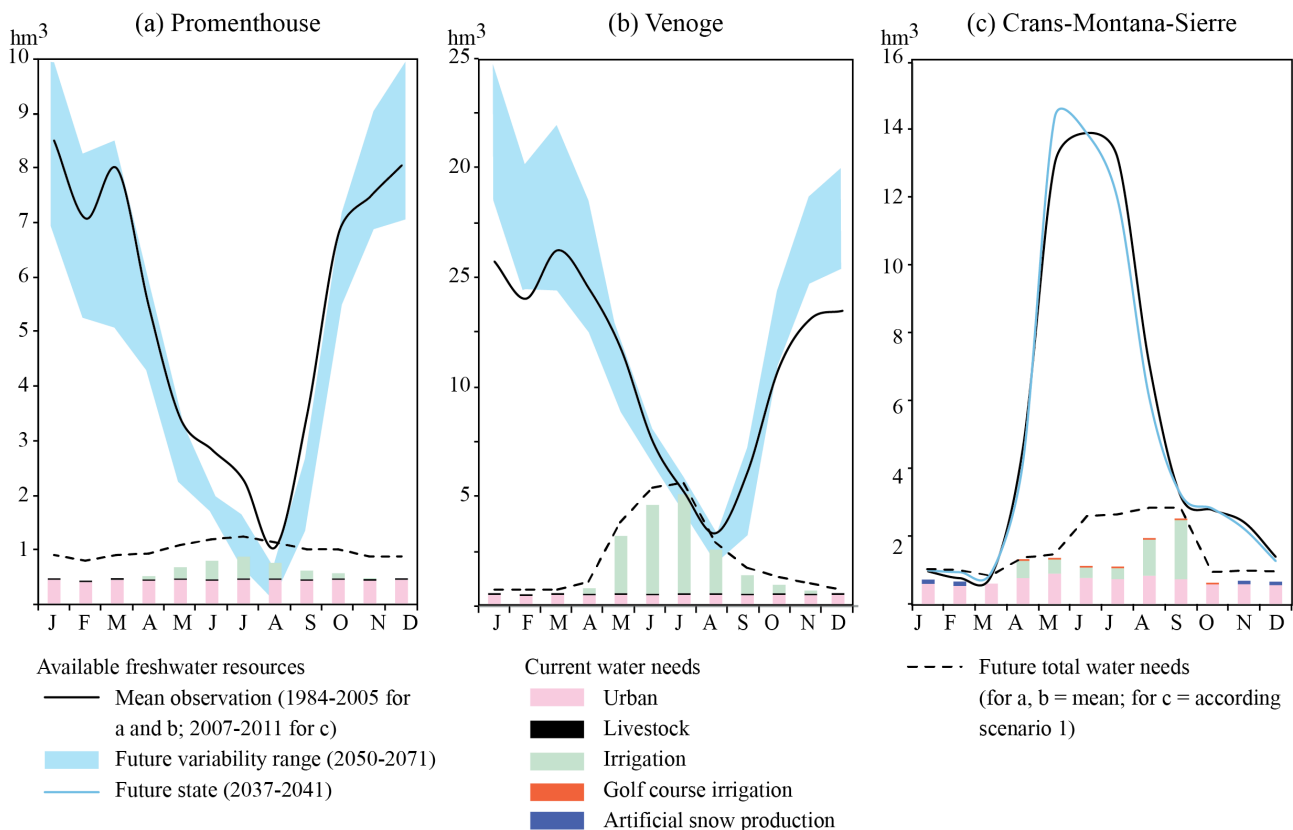 (a) Promenthouse
hm3
10
9
8
7
6
5
4
3
2
1
J F M A M J J A S O N D
(b) Venoge
hm3
25
20
25
10
5
J F M A M J J A S O N D
(c) Crans-Montana-Sierre
hm3
16
14
12
10
8
6
4
2
0
J F M A M J J A S O N D
Available freshwater resources
Mean observation (1984-2005 for
a and b; 2007-2011 for c)
Future variability range (2050-2071)
Future state (2037-2041)
Current water needs
Urban
Livestock
Irrigation
Golf course irrigation
Artificial snow production
Future total water needs
(for a, b = mean; for c = according
scenario 1)